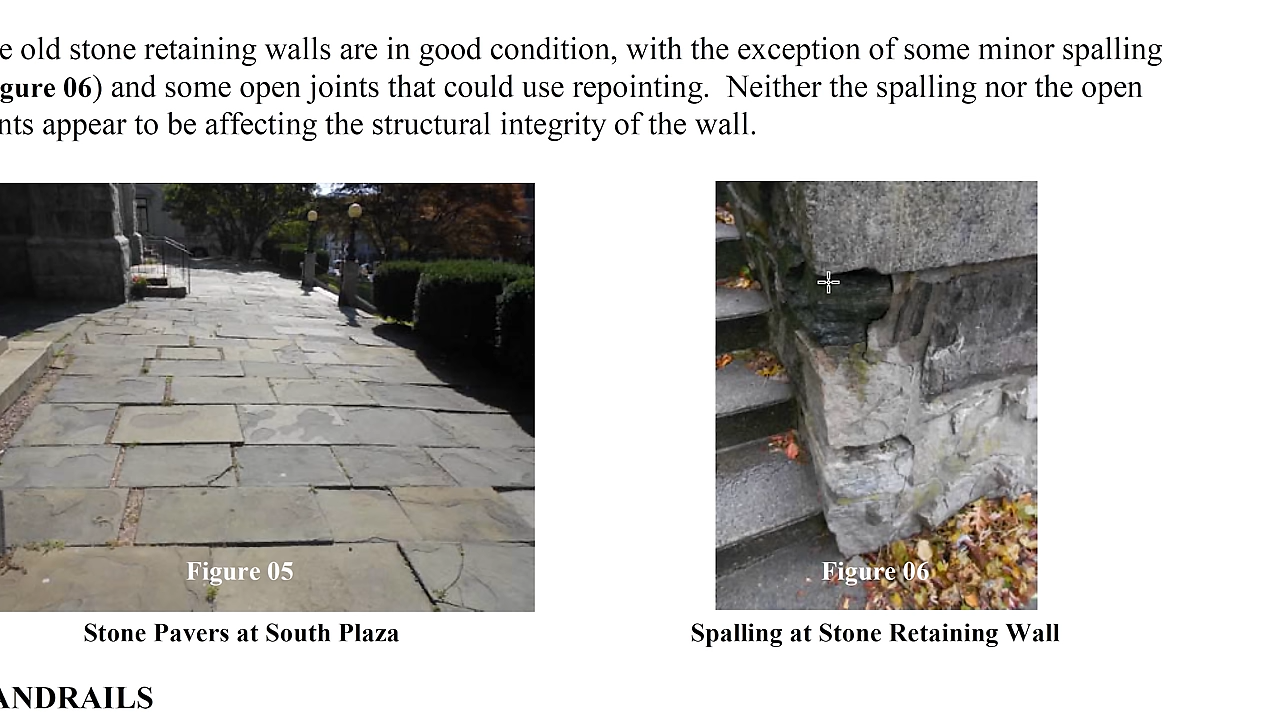 e old stone retaining walls are in good condition, with the exception of some minor spalling
gure 06) and some open joints that could use repointing. Neither the spalling nor the open
nts appear to be affecting the structural integrity of the wall.
Figure 05
Figure 06
Stone Pavers at South Plaza
Spalling at Stone Retaining Wall
ANDRAILS